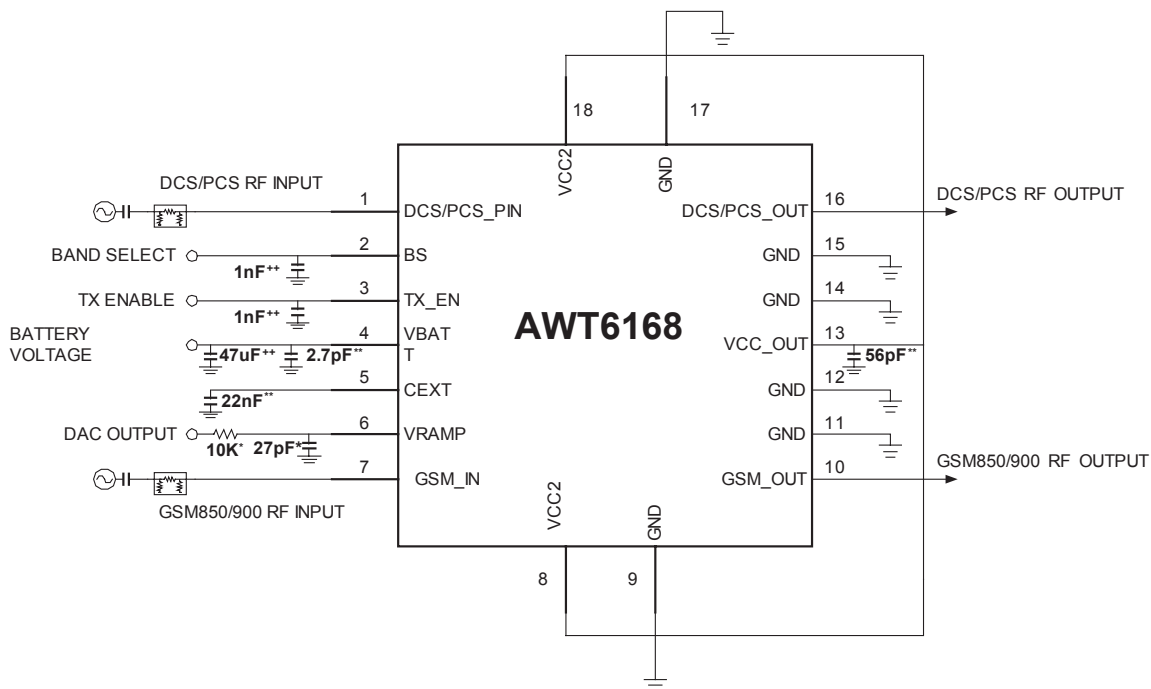 18
17
VCC2
GND
DCS/PCS RF INPUT
1
DCS/PCS_PIN
DCS/PCS_OUT
16
DCS/PCS RF OUTPUT
BAND SELECT
2
BS
GND
15
1nF++
TX ENABLE
3
TX_EN
GND
14
1nF++
AWT6168
BATTERY
VOLTAGE
4
VBAT
T
VCC_OUT
13
47uF++
2.7pF**
56pF**
5
CEXT
GND
12
22nF**
DAC OUTPUT
6
VRAMP
GND
11
10K*
27pF*
7
GSM_IN
GSM_OUT
10
GSM850/900 RF OUTPUT
GSM850/900 RF INPUT
VCC2
GND
8
9